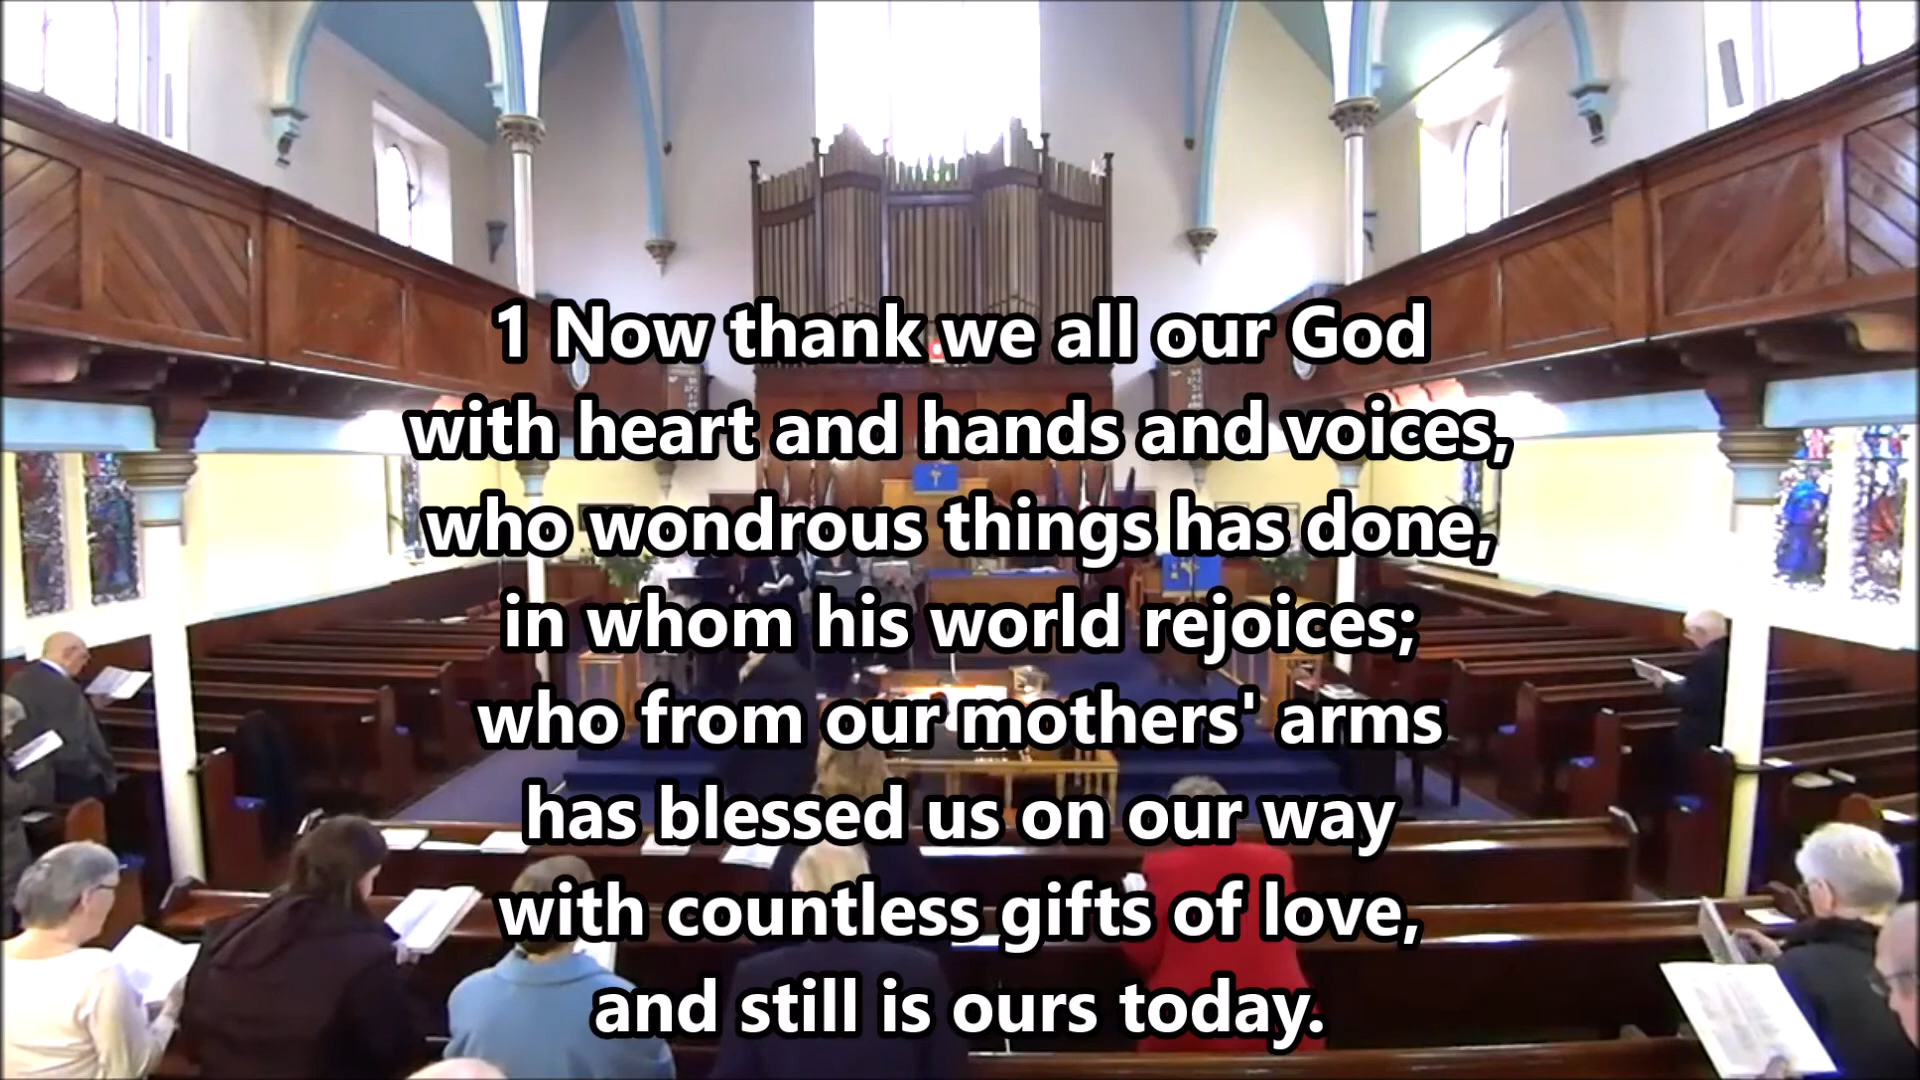 1 Now thank we all our God
with heart and hands and voices,
who wondrous things has done,
in whom his world rejoices;
who from our mothers' arms
has blessed us on our way
with countless gifts of love,
and still is ours today.